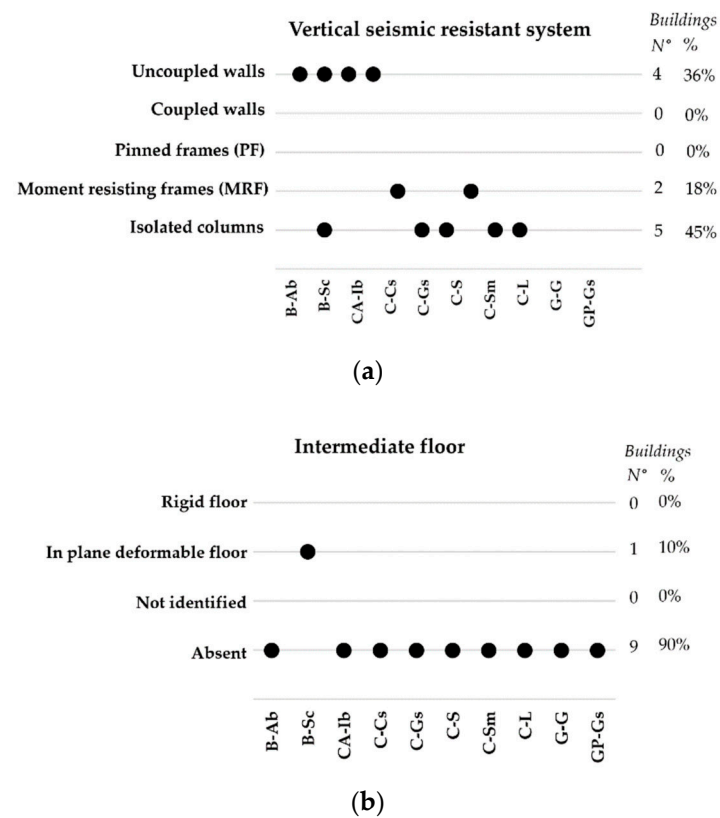 Vertical seismic resistant system
Buildings
N° %
Uncoupled walls 4 36%
Coupled walls 0 0%
Pinned frames (PF) 0 0%
Moment resisting frames (MRF) 2 18%
Isolated columns 5 45%
B-Ab B-Sc CA-Ib C-Cs C-Gs C-S C-Sm C-L G-G GP-Gs
(a)
Intermediate floor
Buildings
N° %
Rigid floor 0 0%
In plane deformable floor 1 10%
Not identified 0 0%
Absent 9 90%
B-Ab B-Sc CA-Ib C-Cs C-Gs C-S C-Sm C-L G-G GP-Gs
(b)